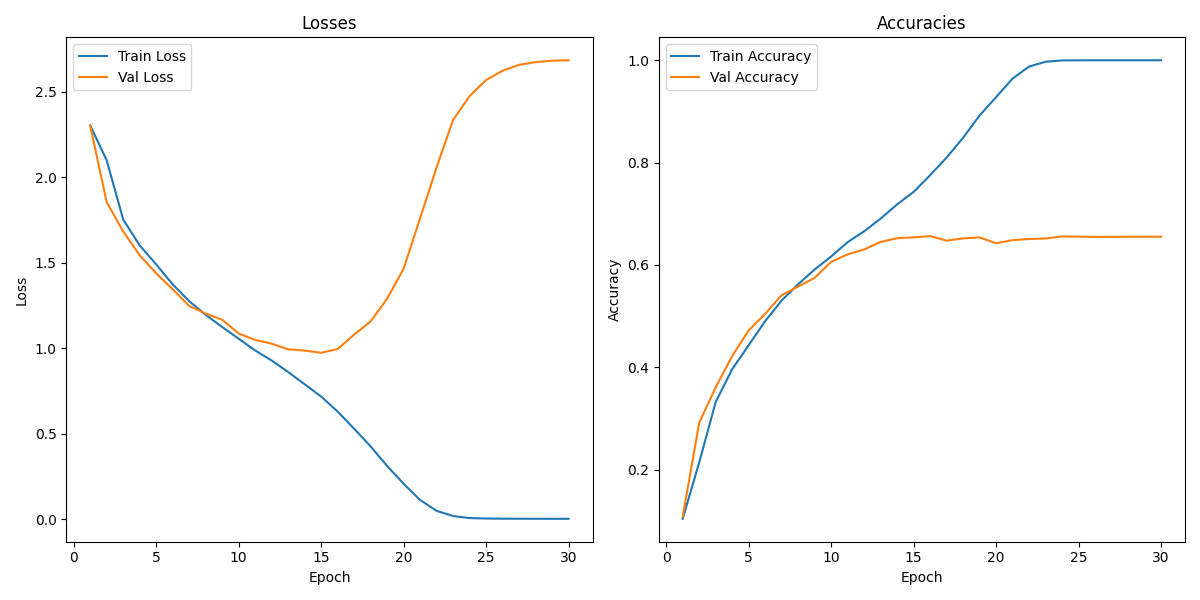 Losses
Train Loss
Val Loss
2.5
2.0
1.5
1.0
0.5
0.0
Loss
0 5 10 15 20 25 30
Epoch
Accuracies
Train Accuracy
Val Accuracy
1.0
0.8
0.6
0.4
0.2
Accuracy
0 5 10 15 20 25 30
Epoch